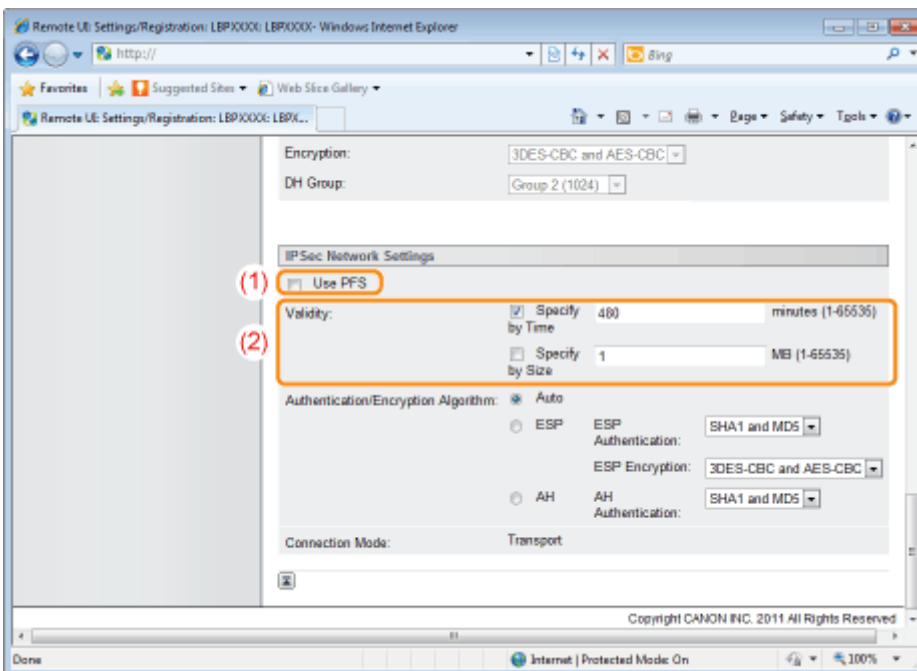 Remote UI: Settings/Registration: LBPXXXX: LBPXXXX- Windows Internet Explorer
http://
Bing
Favorites Suggested Sites Web Slice Gallery
Remote UI: Settings/Registration: LBPXXXX: LBPX... Page Safety Tools
Encryption: 3DES-CBC and AES-CBC
DH Group: Group 2 (1024)
IPSec Network Settings
(1) Use PFS
Validity: Specify by Time 480 minutes (1-65535)
(2)
Specify by Size 1 MB (1-65535)
Authentication/Encryption Algorithm: Auto
ESP ESP Authentication: SHA1 and MD5
ESP Encryption: 3DES-CBC and AES-CBC
AH AH Authentication: SHA1 and MD5
Connection Mode: Transport
Copyright CANON INC. 2011 All Rights Reserved
Done Internet | Protected Mode: On 100%